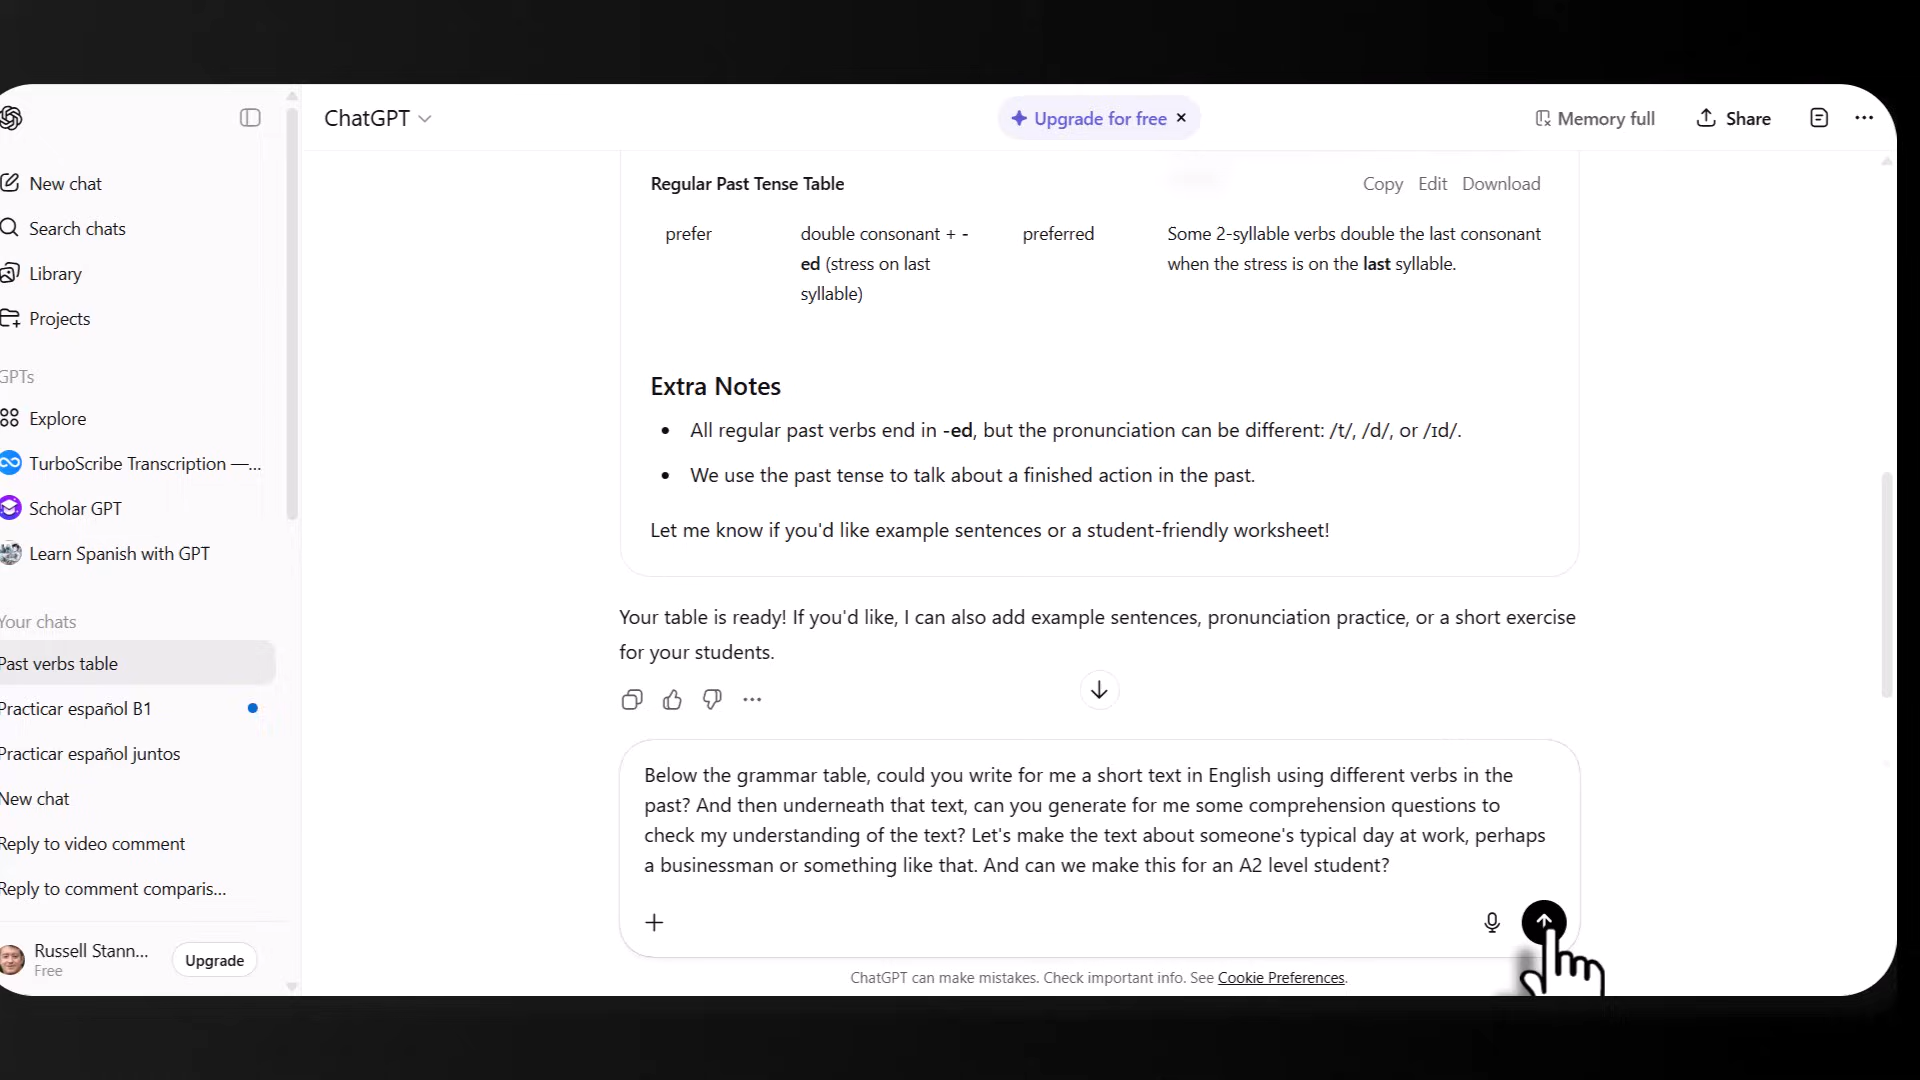 ChatGPT
Upgrade for free ×
Memory full
Share
New chat
Search chats
Library
Projects
GPTs
Explore
TurboScribe Transcription —...
Scholar GPT
Learn Spanish with GPT
Your chats
Past verbs table
Practicar español B1
Practicar español juntos
New chat
Reply to video comment
Reply to comment comparis...
Russell Stann...
Free
Upgrade
Regular Past Tense Table
Copy Edit Download
prefer
double consonant + -
ed (stress on last
syllable)
preferred
Some 2-syllable verbs double the last consonant
when the stress is on the last syllable.
Extra Notes
• All regular past verbs end in -ed, but the pronunciation can be different: /t/, /d/, or /ɪd/.
• We use the past tense to talk about a finished action in the past.
Let me know if you'd like example sentences or a student-friendly worksheet!
Your table is ready! If you'd like, I can also add example sentences, pronunciation practice, or a short exercise
for your students.
Below the grammar table, could you write for me a short text in English using different verbs in the
past? And then underneath that text, can you generate for me some comprehension questions to
check my understanding of the text? Let's make the text about someone's typical day at work, perhaps
a businessman or something like that. And can we make this for an A2 level student?
ChatGPT can make mistakes. Check important info. See Cookie Preferences.